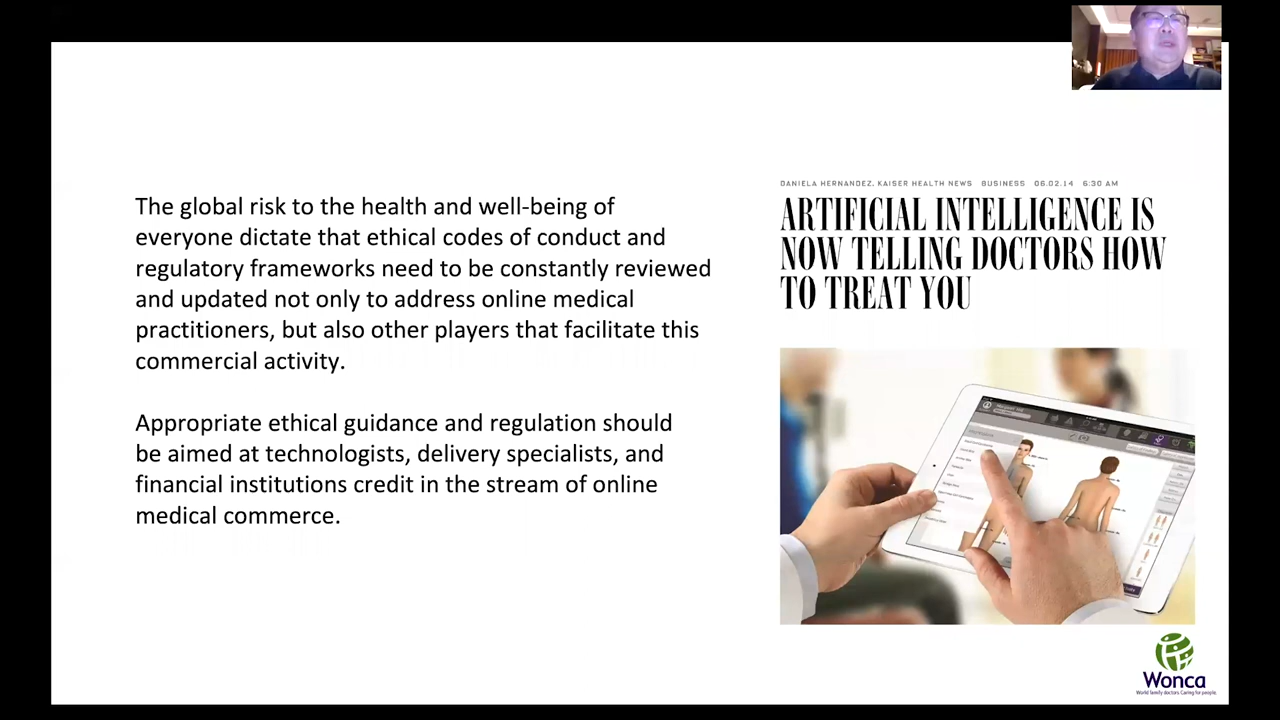 The global risk to the health and well-being of
everyone dictate that ethical codes of conduct and
regulatory frameworks need to be constantly reviewed
and updated not only to address online medical
practitioners, but also other players that facilitate this
commercial activity.
Appropriate ethical guidance and regulation should
be aimed at technologists, delivery specialists, and
financial institutions credit in the stream of online
medical commerce.
DANIELA HERNANDEZ, KAISER HEALTH NEWS BUSINESS 06.02.14 6:30 AM
ARTIFICIAL INTELLIGENCE IS
NOW TELLING DOCTORS HOW
TO TREAT YOU
Wonca
World family doctors. Caring for people.